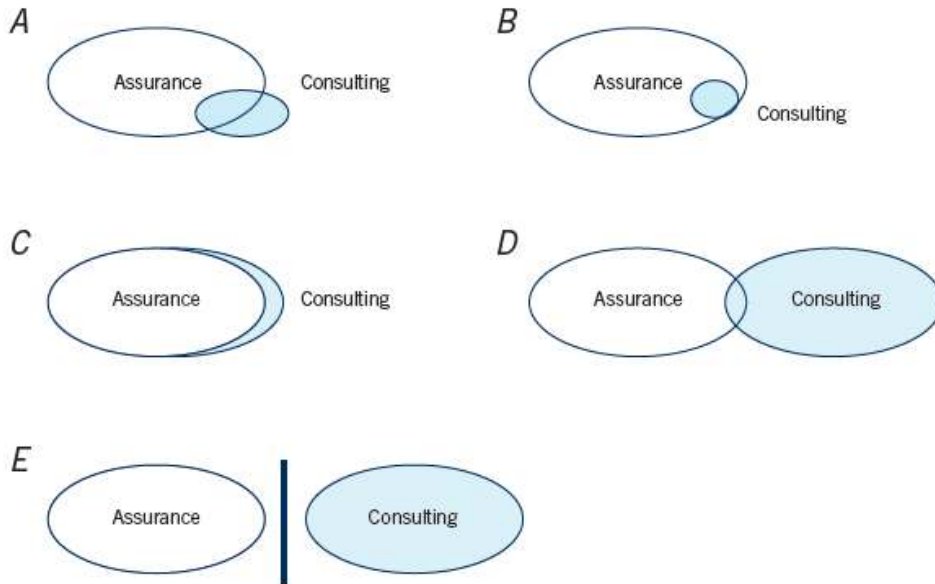 A
Assurance
Consulting
B
Assurance
Consulting
C
Assurance
Consulting
D
Assurance
Consulting
E
Assurance
Consulting